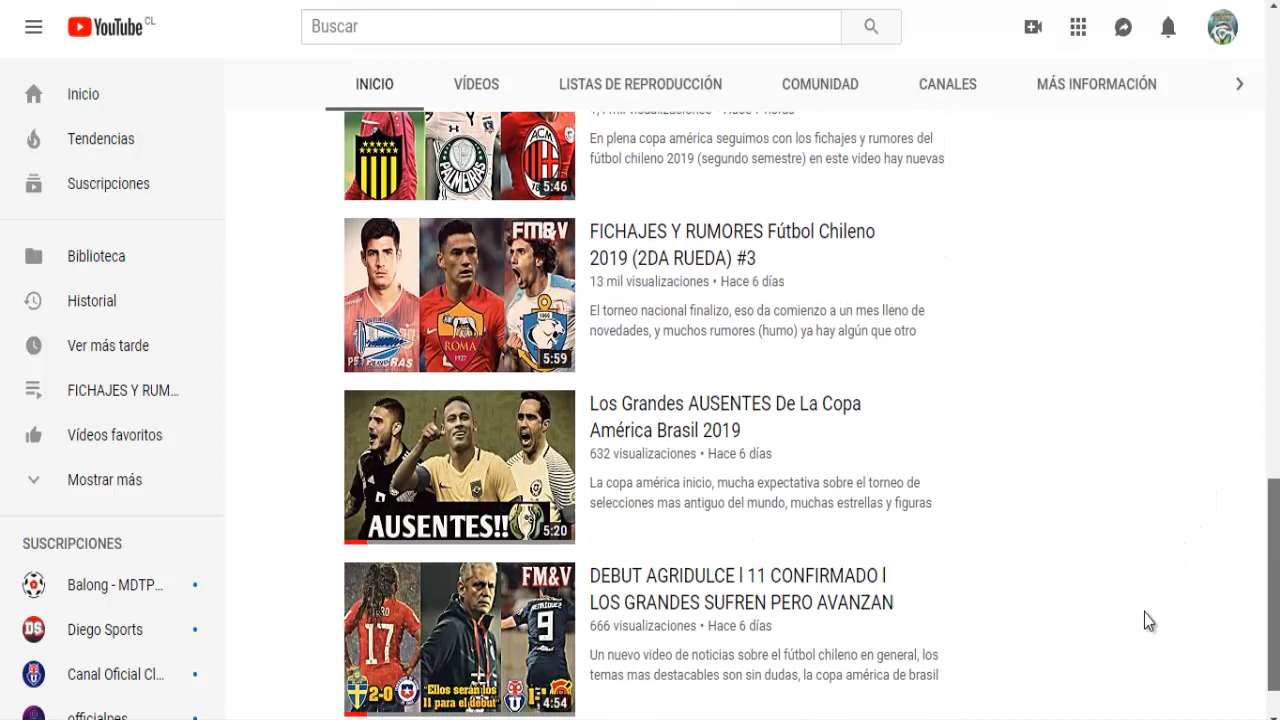 YouTube CL
Buscar
INICIO VÍDEOS LISTAS DE REPRODUCCIÓN COMUNIDAD CANALES MÁS INFORMACIÓN
Inicio
Tendencias
Suscripciones
Biblioteca
Historial
Ver más tarde
FICHAJES Y RUM...
Vídeos favoritos
Mostrar más
SUSCRIPCIONES
Balong - MDTP...
Diego Sports
Canal Oficial Cl...
officialpes
PALMEIRAS
ACM
5:46
En plena copa américa seguimos con los fichajes y rumores del
fútbol chileno 2019 (segundo semestre) en este video hay nuevas
FM&V
ROMA
1927
5:59
FICHAJES Y RUMORES Fútbol Chileno
2019 (2DA RUEDA) #3
13 mil visualizaciones • Hace 6 días
El torneo nacional finalizo, eso da comienzo a un mes lleno de
novedades, y muchos rumores (humo) ya hay algún que otro
AUSENTES!!
5:20
Los Grandes AUSENTES De La Copa
América Brasil 2019
632 visualizaciones • Hace 6 días
La copa américa inicio, mucha expectativa sobre el torneo de
selecciones mas antiguo del mundo, muchas estrellas y figuras
FM&V
17
9
2-0
"Ellos serán los
11 para el debut"
4:54
DEBUT AGRIDULCE l 11 CONFIRMADO l
LOS GRANDES SUFREN PERO AVANZAN
666 visualizaciones • Hace 6 días
Un nuevo video de noticias sobre el fútbol chileno en general, los
temas mas destacables son sin dudas, la copa américa de brasil